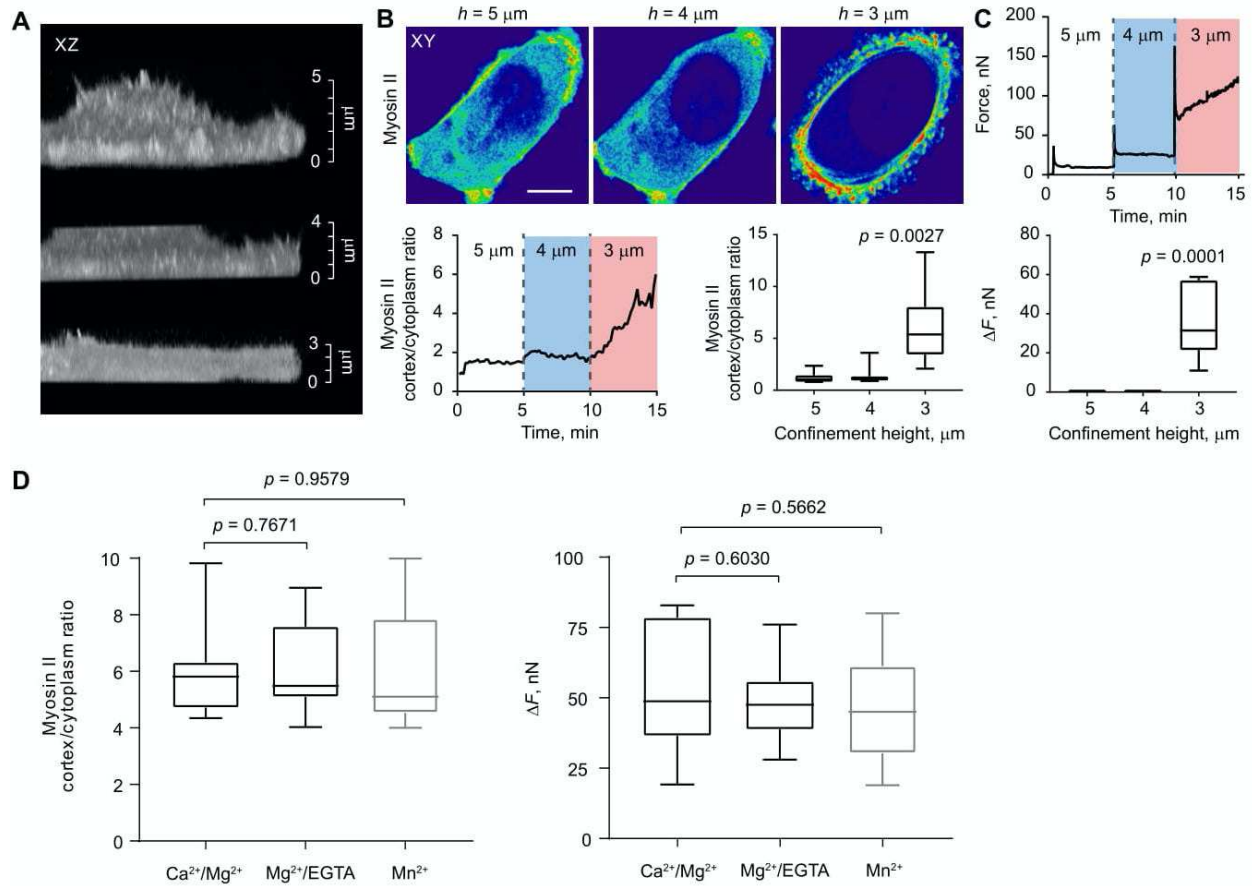 A
XZ
5
0
μm
4
0
μm
3
0
μm
B
h = 5 μm
h = 4 μm
h = 3 μm
XY
Myosin II
Myosin II
cortex/cytoplasm ratio
8
6
4
2
0
5 μm
4 μm
3 μm
0
5
10
15
Time, min
Myosin II
cortex/cytoplasm ratio
15
10
5
0
p = 0.0027
5
4
3
Confinement height, μm
C
Force, nN
200
150
100
50
0
5 μm
4 μm
3 μm
0
5
10
15
Time, min
ΔF, nN
80
60
40
20
0
p = 0.0001
5
4
3
Confinement height, μm
D
p = 0.9579
p = 0.7671
Myosin II
cortex/cytoplasm ratio
10
8
6
4
2
0
Ca²⁺/Mg²⁺
Mg²⁺/EGTA
Mn²⁺
p = 0.5662
p = 0.6030
ΔF, nN
100
75
50
25
0
Ca²⁺/Mg²⁺
Mg²⁺/EGTA
Mn²⁺